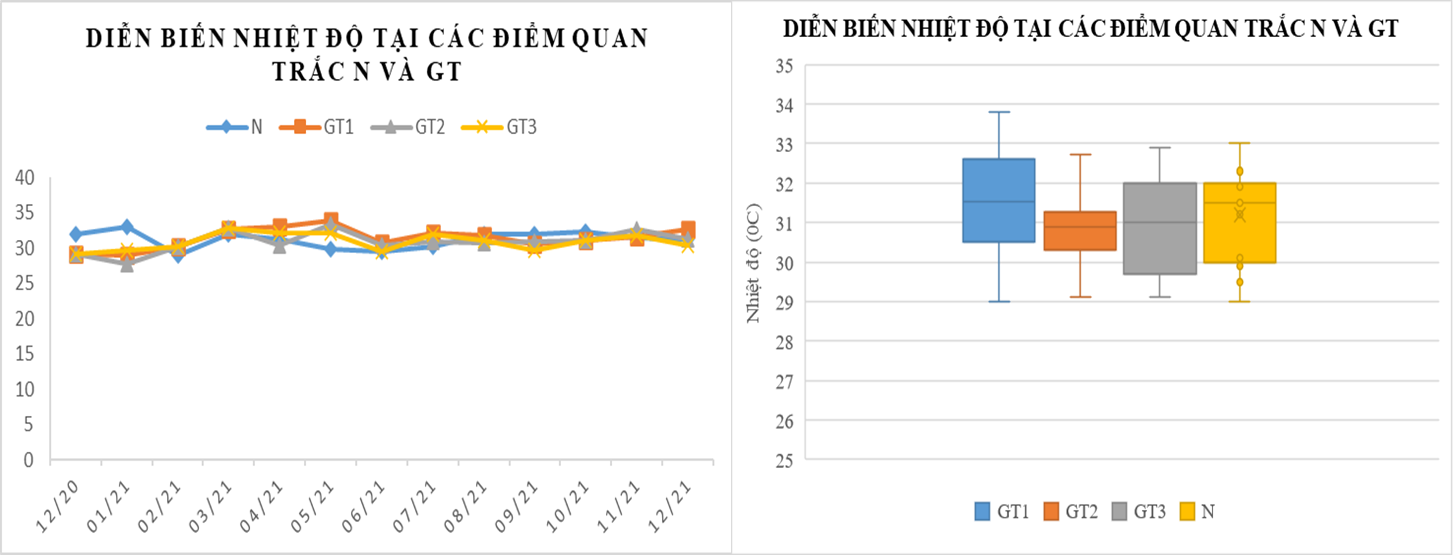 DIỄN BIẾN NHIỆT ĐỘ TẠI CÁC ĐIỂM QUAN
TRẮC N VÀ GT
N GT1 GT2 GT3
40
35
30
25
20
15
10
5
0
12/20 01/21 02/21 03/21 04/21 05/21 06/21 07/21 08/21 09/21 10/21 11/21 12/21
DIỄN BIẾN NHIỆT ĐỘ TẠI CÁC ĐIỂM QUAN TRẮC N VÀ GT
Nhiệt độ (0C)
35
34
33
32
31
30
29
28
27
26
25
GT1 GT2 GT3 N